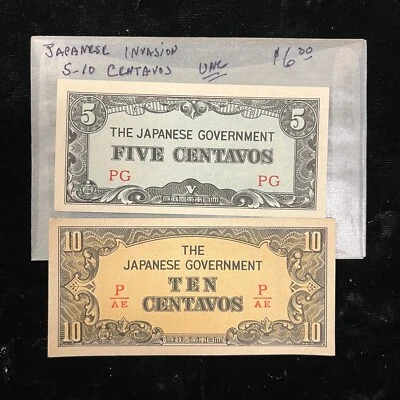 JAPANESE INVASION
5-10 CENTAVOS UNC $6.00
5 5
THE JAPANESE GOVERNMENT
FIVE CENTAVOS
PG PG
V
10 10
THE
JAPANESE GOVERNMENT
P TEN P
AE CENTAVOS AE
10 10